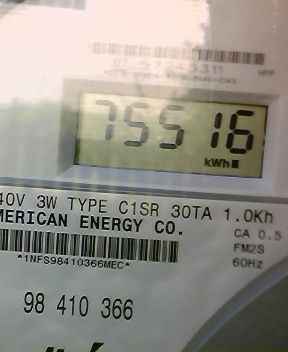 HPP
75516
kWh
40V 3W TYPE C1SR 30TA 1.0Kh
MERICAN ENERGY CO.
CA 0.5
FM2S
*1NFS98410366MEC*
60Hz
98 410 366